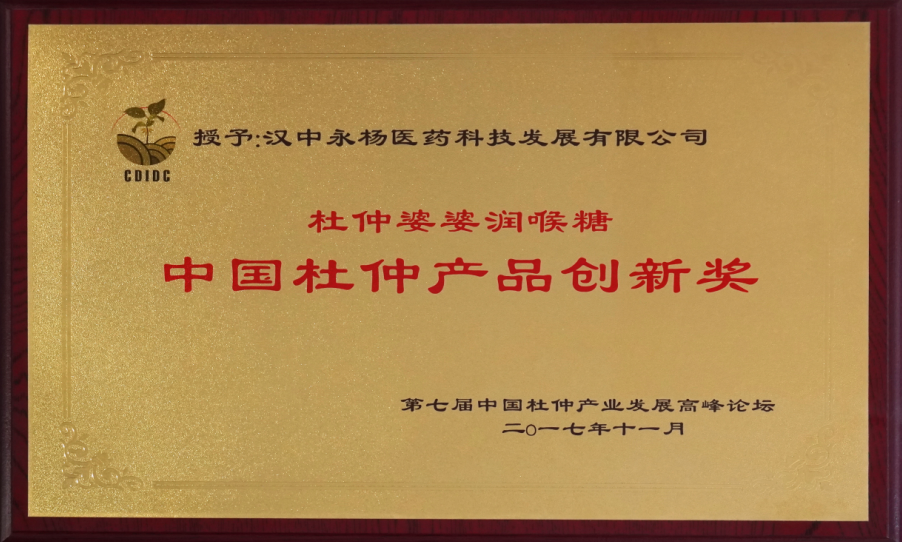 CDIDC
授予:汉中永杨医药科技发展有限公司
杜仲婆婆润喉糖
中国杜仲产品创新奖
第七届中国杜仲产业发展高峰论坛
二〇一七年十一月